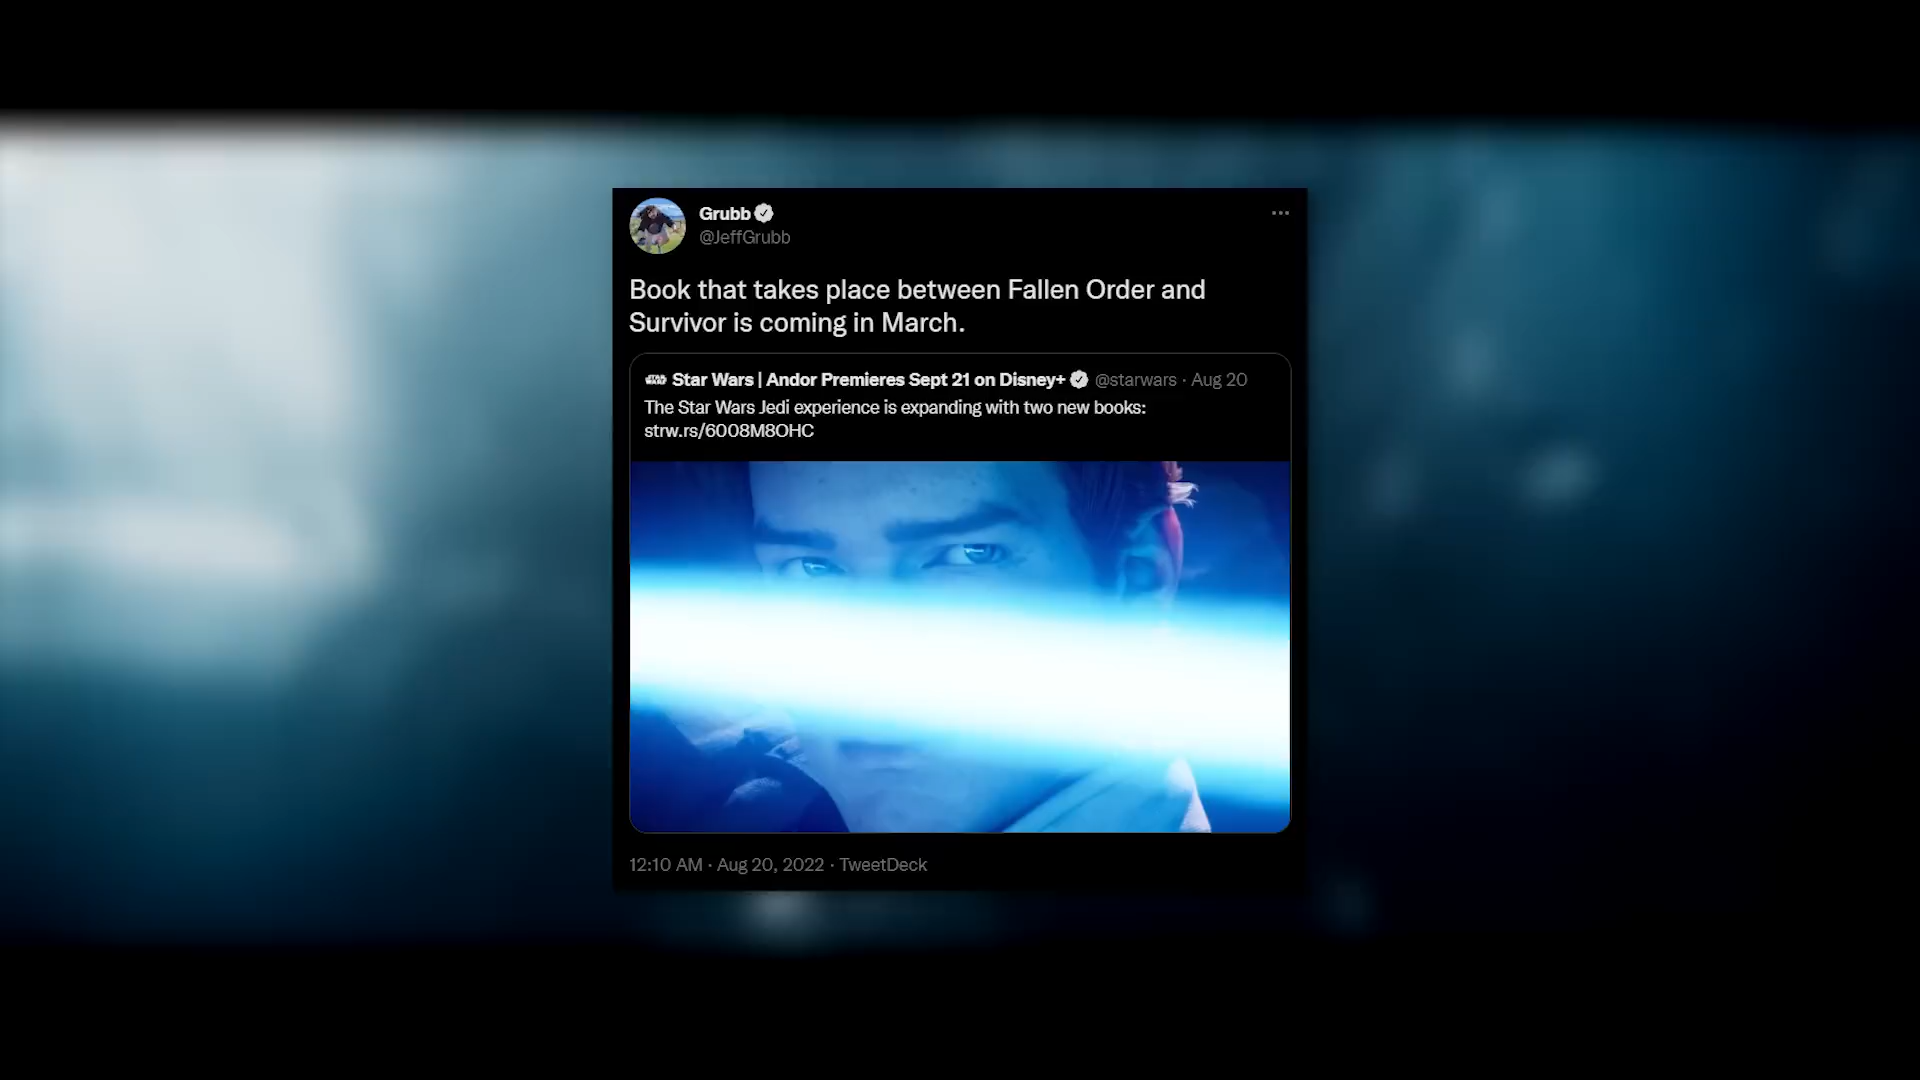 Grubb
@JeffGrubb
Book that takes place between Fallen Order and
Survivor is coming in March.
STAR WARS Star Wars | Andor Premieres Sept 21 on Disney+ @starwars · Aug 20
The Star Wars Jedi experience is expanding with two new books:
strw.rs/6008M8OHC
12:10 AM · Aug 20, 2022 · TweetDeck